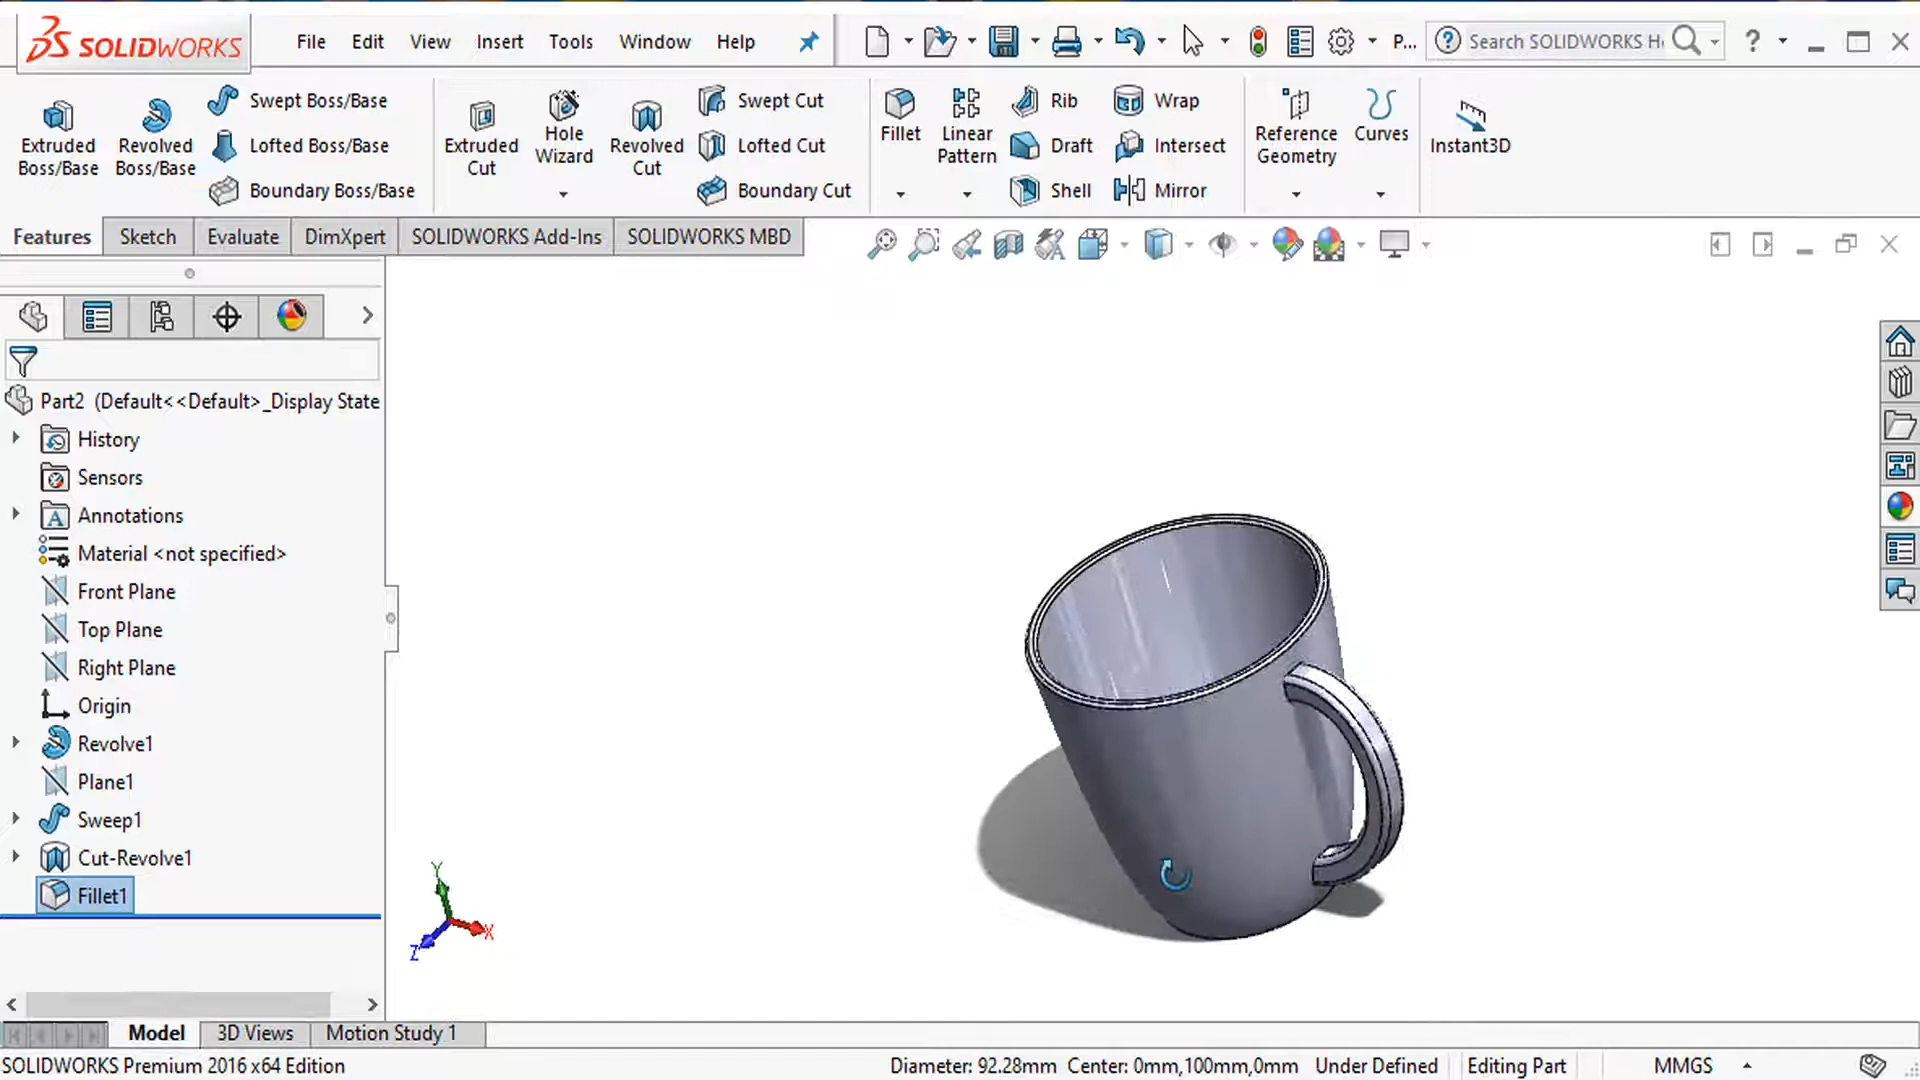 SOLIDWORKS
File Edit View Insert Tools Window Help P... Search SOLIDWORKS H
Extruded Boss/Base
Revolved Boss/Base
Swept Boss/Base
Lofted Boss/Base
Boundary Boss/Base
Extruded Cut
Hole Wizard
Revolved Cut
Swept Cut
Lofted Cut
Boundary Cut
Fillet
Linear Pattern
Rib
Draft
Shell
Wrap
Intersect
Mirror
Reference Geometry
Curves
Instant3D
Features Sketch Evaluate DimXpert SOLIDWORKS Add-Ins SOLIDWORKS MBD
Part2 (Default<<Default>_Display State
History
Sensors
Annotations
Material <not specified>
Front Plane
Top Plane
Right Plane
Origin
Revolve1
Plane1
Sweep1
Cut-Revolve1
Fillet1
Y
X
Z
Model 3D Views Motion Study 1
SOLIDWORKS Premium 2016 x64 Edition Diameter: 92.28mm Center: 0mm,100mm,0mm Under Defined Editing Part MMGS